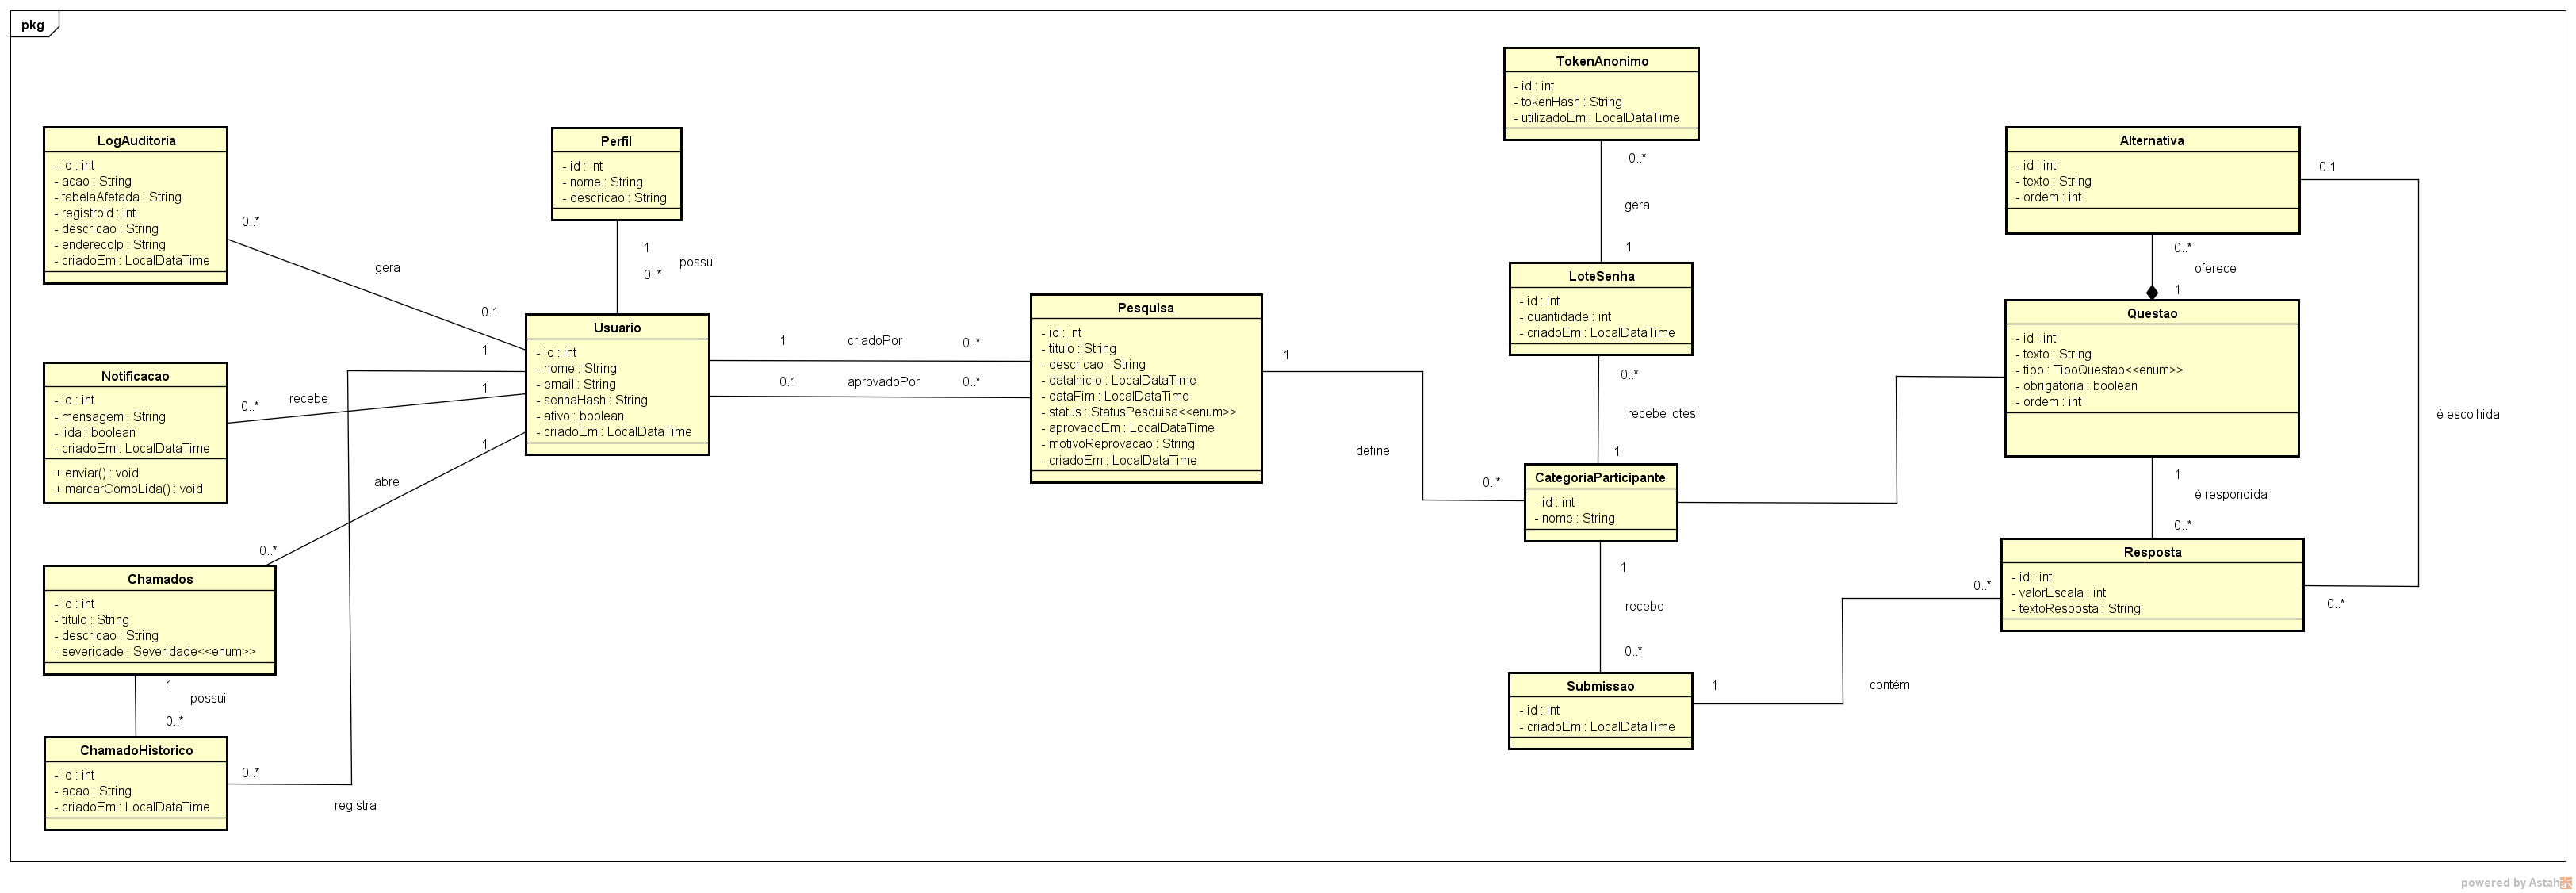 pkg
TokenAnonimo
- id : int
- tokenHash : String
- utilizadoEm : LocalDataTime
0..*
gera
1
LogAuditoria
- id : int
- acao : String
- tabelaAfetada : String
- registroId : int
- descricao : String
- enderecoIp : String
- criadoEm : LocalDataTime
0..*
gera
0.1
Perfil
- id : int
- nome : String
- descricao : String
1
0..*
possui
Alternativa
- id : int
- texto : String
- ordem : int
0.1
0..*
oferece
1
LoteSenha
- id : int
- quantidade : int
- criadoEm : LocalDataTime
0..*
recebe lotes
1
Pesquisa
- id : int
- titulo : String
- descricao : String
- dataInicio : LocalDataTime
- dataFim : LocalDataTime
- status : StatusPesquisa<<enum>>
- aprovadoEm : LocalDataTime
- motivoReprovacao : String
- criadoEm : LocalDataTime
1
define
0..*
Usuario
- id : int
- nome : String
- email : String
- senhaHash : String
- ativo : boolean
- criadoEm : LocalDataTime
1
criadoPor
0..*
0.1
aprovadoPor
0..*
1
1
1
Questao
- id : int
- texto : String
- tipo : TipoQuestao<<enum>>
- obrigatoria : boolean
- ordem : int
é escolhida
1
é respondida
0..*
Notificacao
- id : int
- mensagem : String
- lida : boolean
- criadoEm : LocalDataTime
+ enviar() : void
+ marcarComoLida() : void
0..*
recebe
abre
0..*
CategoriaParticipante
- id : int
- nome : String
1
recebe
0..*
Resposta
- id : int
- valorEscala : int
- textoResposta : String
0..*
0..*
Chamados
- id : int
- titulo : String
- descricao : String
- severidade : Severidade<<enum>>
1
possui
0..*
Submissao
- id : int
- criadoEm : LocalDataTime
1
contém
ChamadoHistorico
- id : int
- acao : String
- criadoEm : LocalDataTime
0..*
registra
powered by Astah